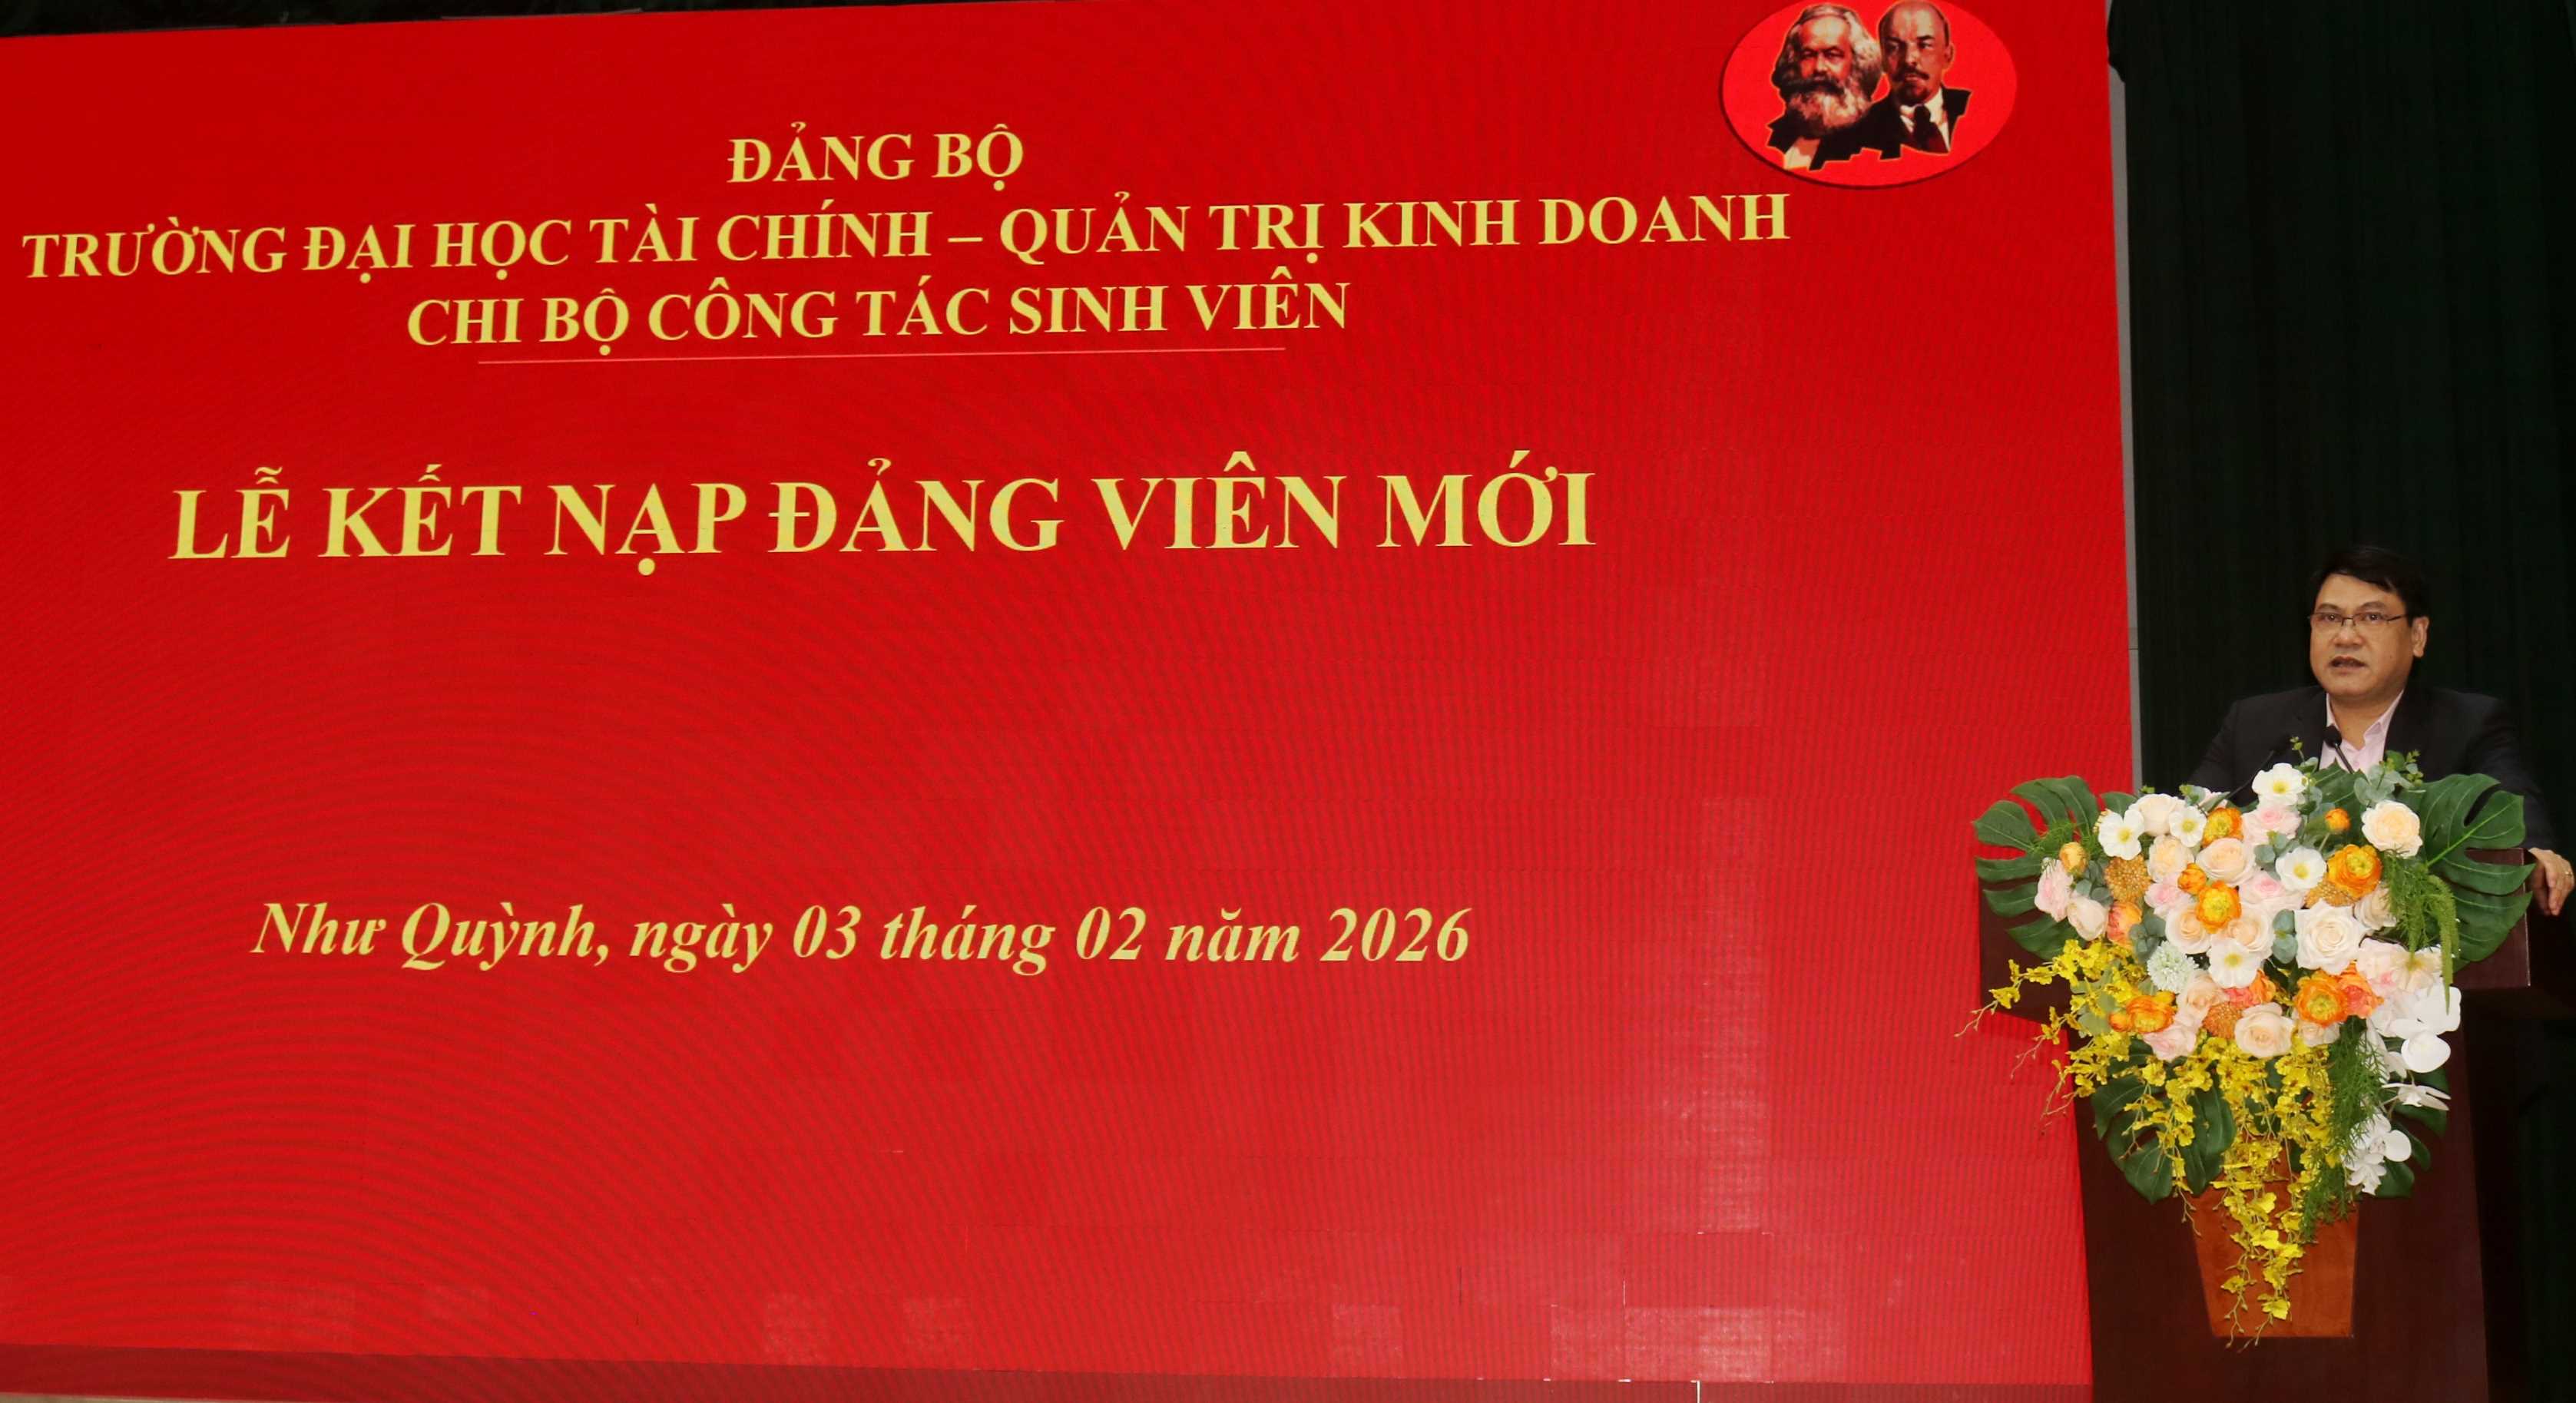 ĐẢNG BỘ
TRƯỜNG ĐẠI HỌC TÀI CHÍNH – QUẢN TRỊ KINH DOANH
CHI BỘ CÔNG TÁC SINH VIÊN
LỄ KẾT NẠP ĐẢNG VIÊN MỚI
Như Quỳnh, ngày 03 tháng 02 năm 2026